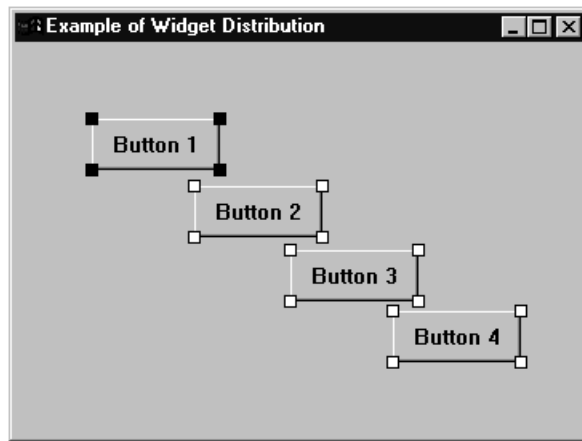 Example of Widget Distribution
Button 1
Button 2
Button 3
Button 4